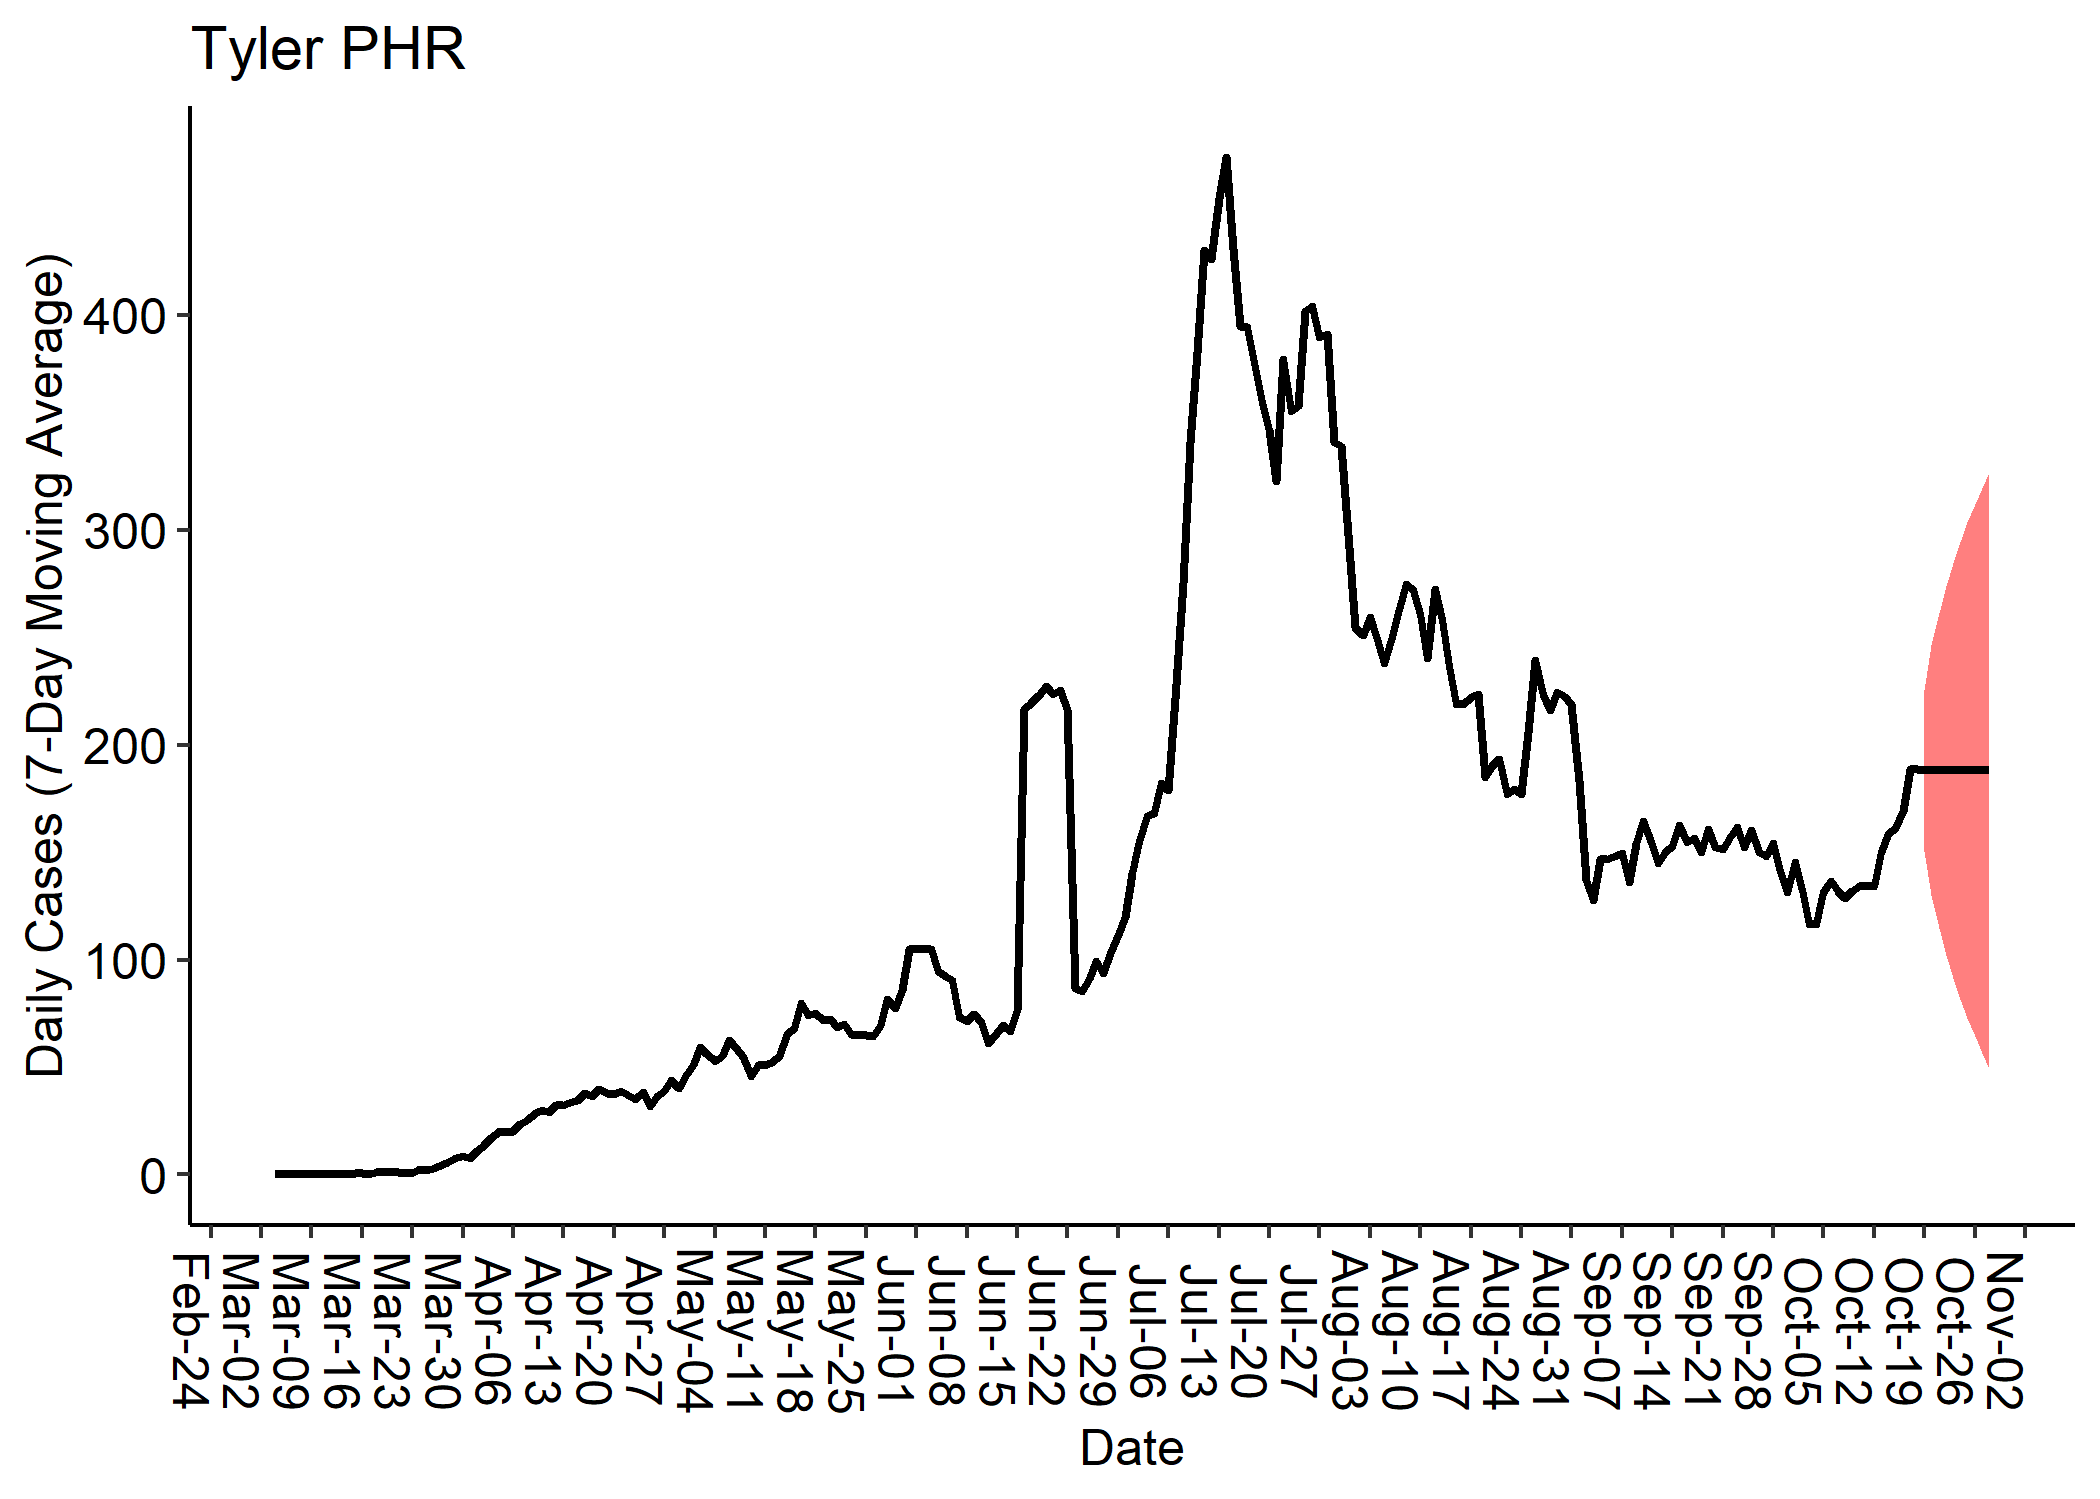 Tyler PHR
Daily Cases (7-Day Moving Average)
400
300
200
100
0
Feb-24
Mar-02
Mar-09
Mar-16
Mar-23
Mar-30
Apr-06
Apr-13
Apr-20
Apr-27
May-04
May-11
May-18
May-25
Jun-01
Jun-08
Jun-15
Jun-22
Jun-29
Jul-06
Jul-13
Jul-20
Jul-27
Aug-03
Aug-10
Aug-17
Aug-24
Aug-31
Sep-07
Sep-14
Sep-21
Sep-28
Oct-05
Oct-12
Oct-19
Oct-26
Nov-02
Date